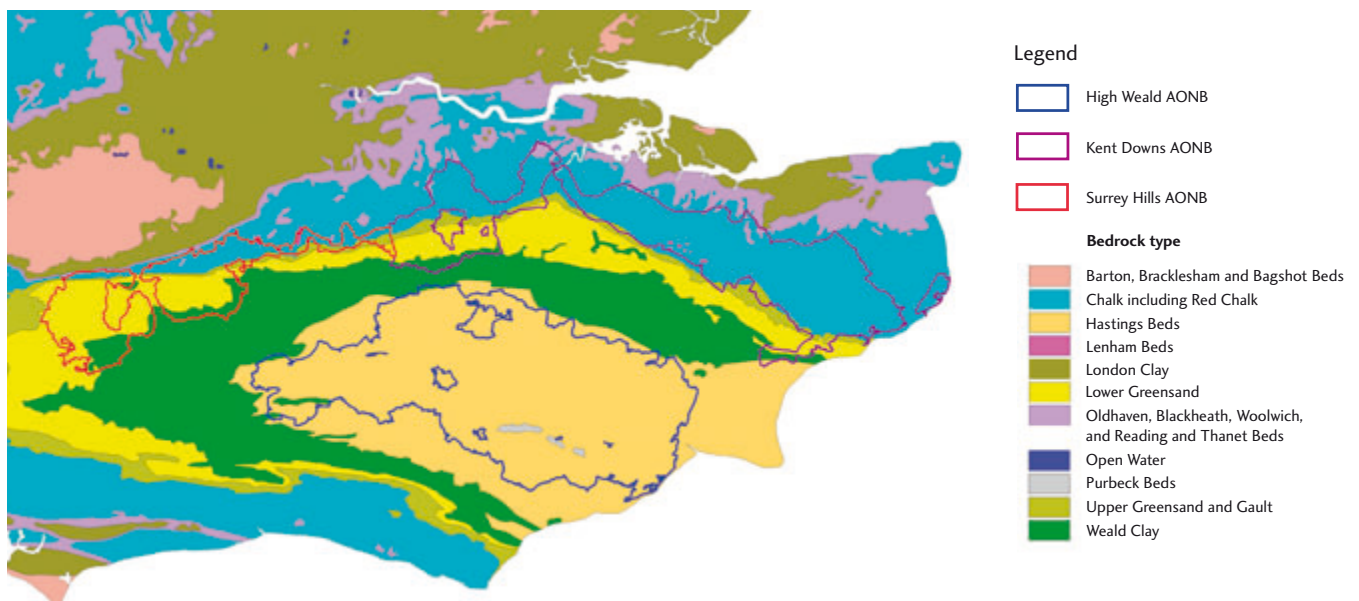 Legend
High Weald AONB
Kent Downs AONB
Surrey Hills AONB
Bedrock type
Barton, Bracklesham and Bagshot Beds
Chalk including Red Chalk
Hastings Beds
Lenham Beds
London Clay
Lower Greensand
Oldhaven, Blackheath, Woolwich,
and Reading and Thanet Beds
Open Water
Purbeck Beds
Upper Greensand and Gault
Weald Clay